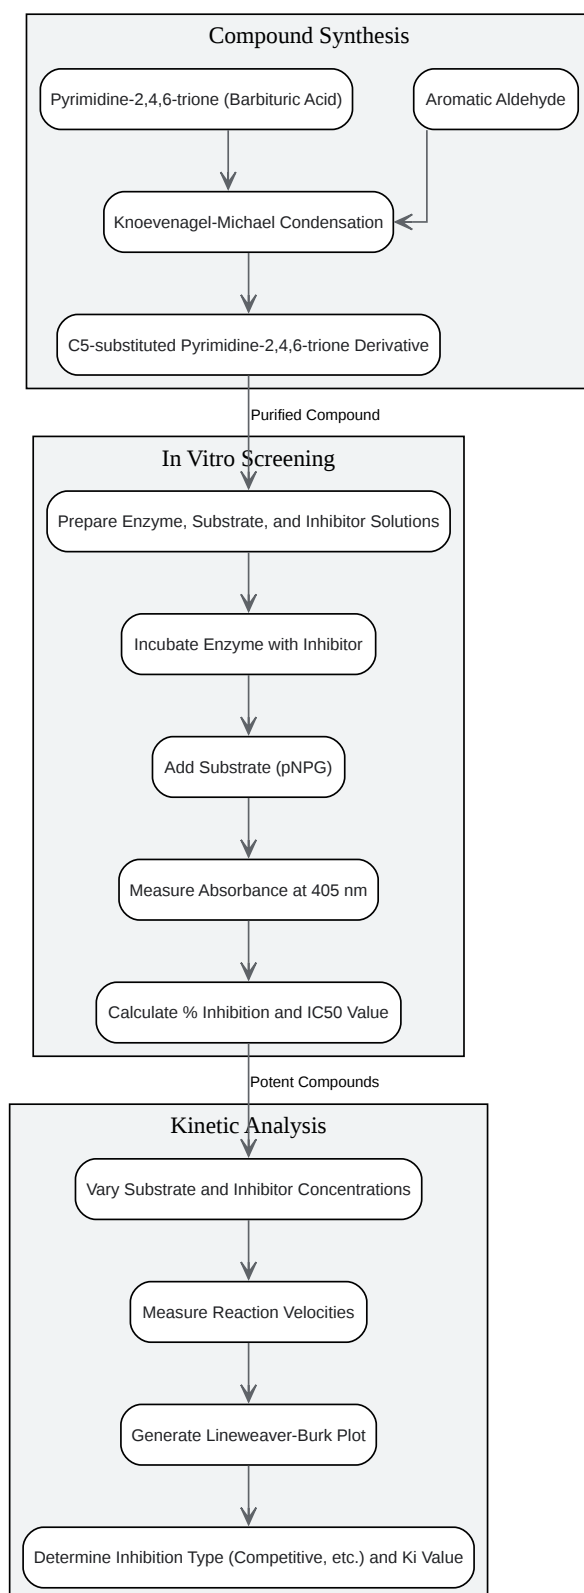 Compound Synthesis
Pyrimidine-2,4,6-trione (Barbituric Acid)
Aromatic Aldehyde
Knoevenagel-Michael Condensation
C5-substituted Pyrimidine-2,4,6-trione Derivative
Purified Compound
In Vitro Screening
Prepare Enzyme, Substrate, and Inhibitor Solutions
Incubate Enzyme with Inhibitor
Add Substrate (pNPG)
Measure Absorbance at 405 nm
Calculate % Inhibition and IC50 Value
Potent Compounds
Kinetic Analysis
Vary Substrate and Inhibitor Concentrations
Measure Reaction Velocities
Generate Lineweaver-Burk Plot
Determine Inhibition Type (Competitive, etc.) and Ki Value